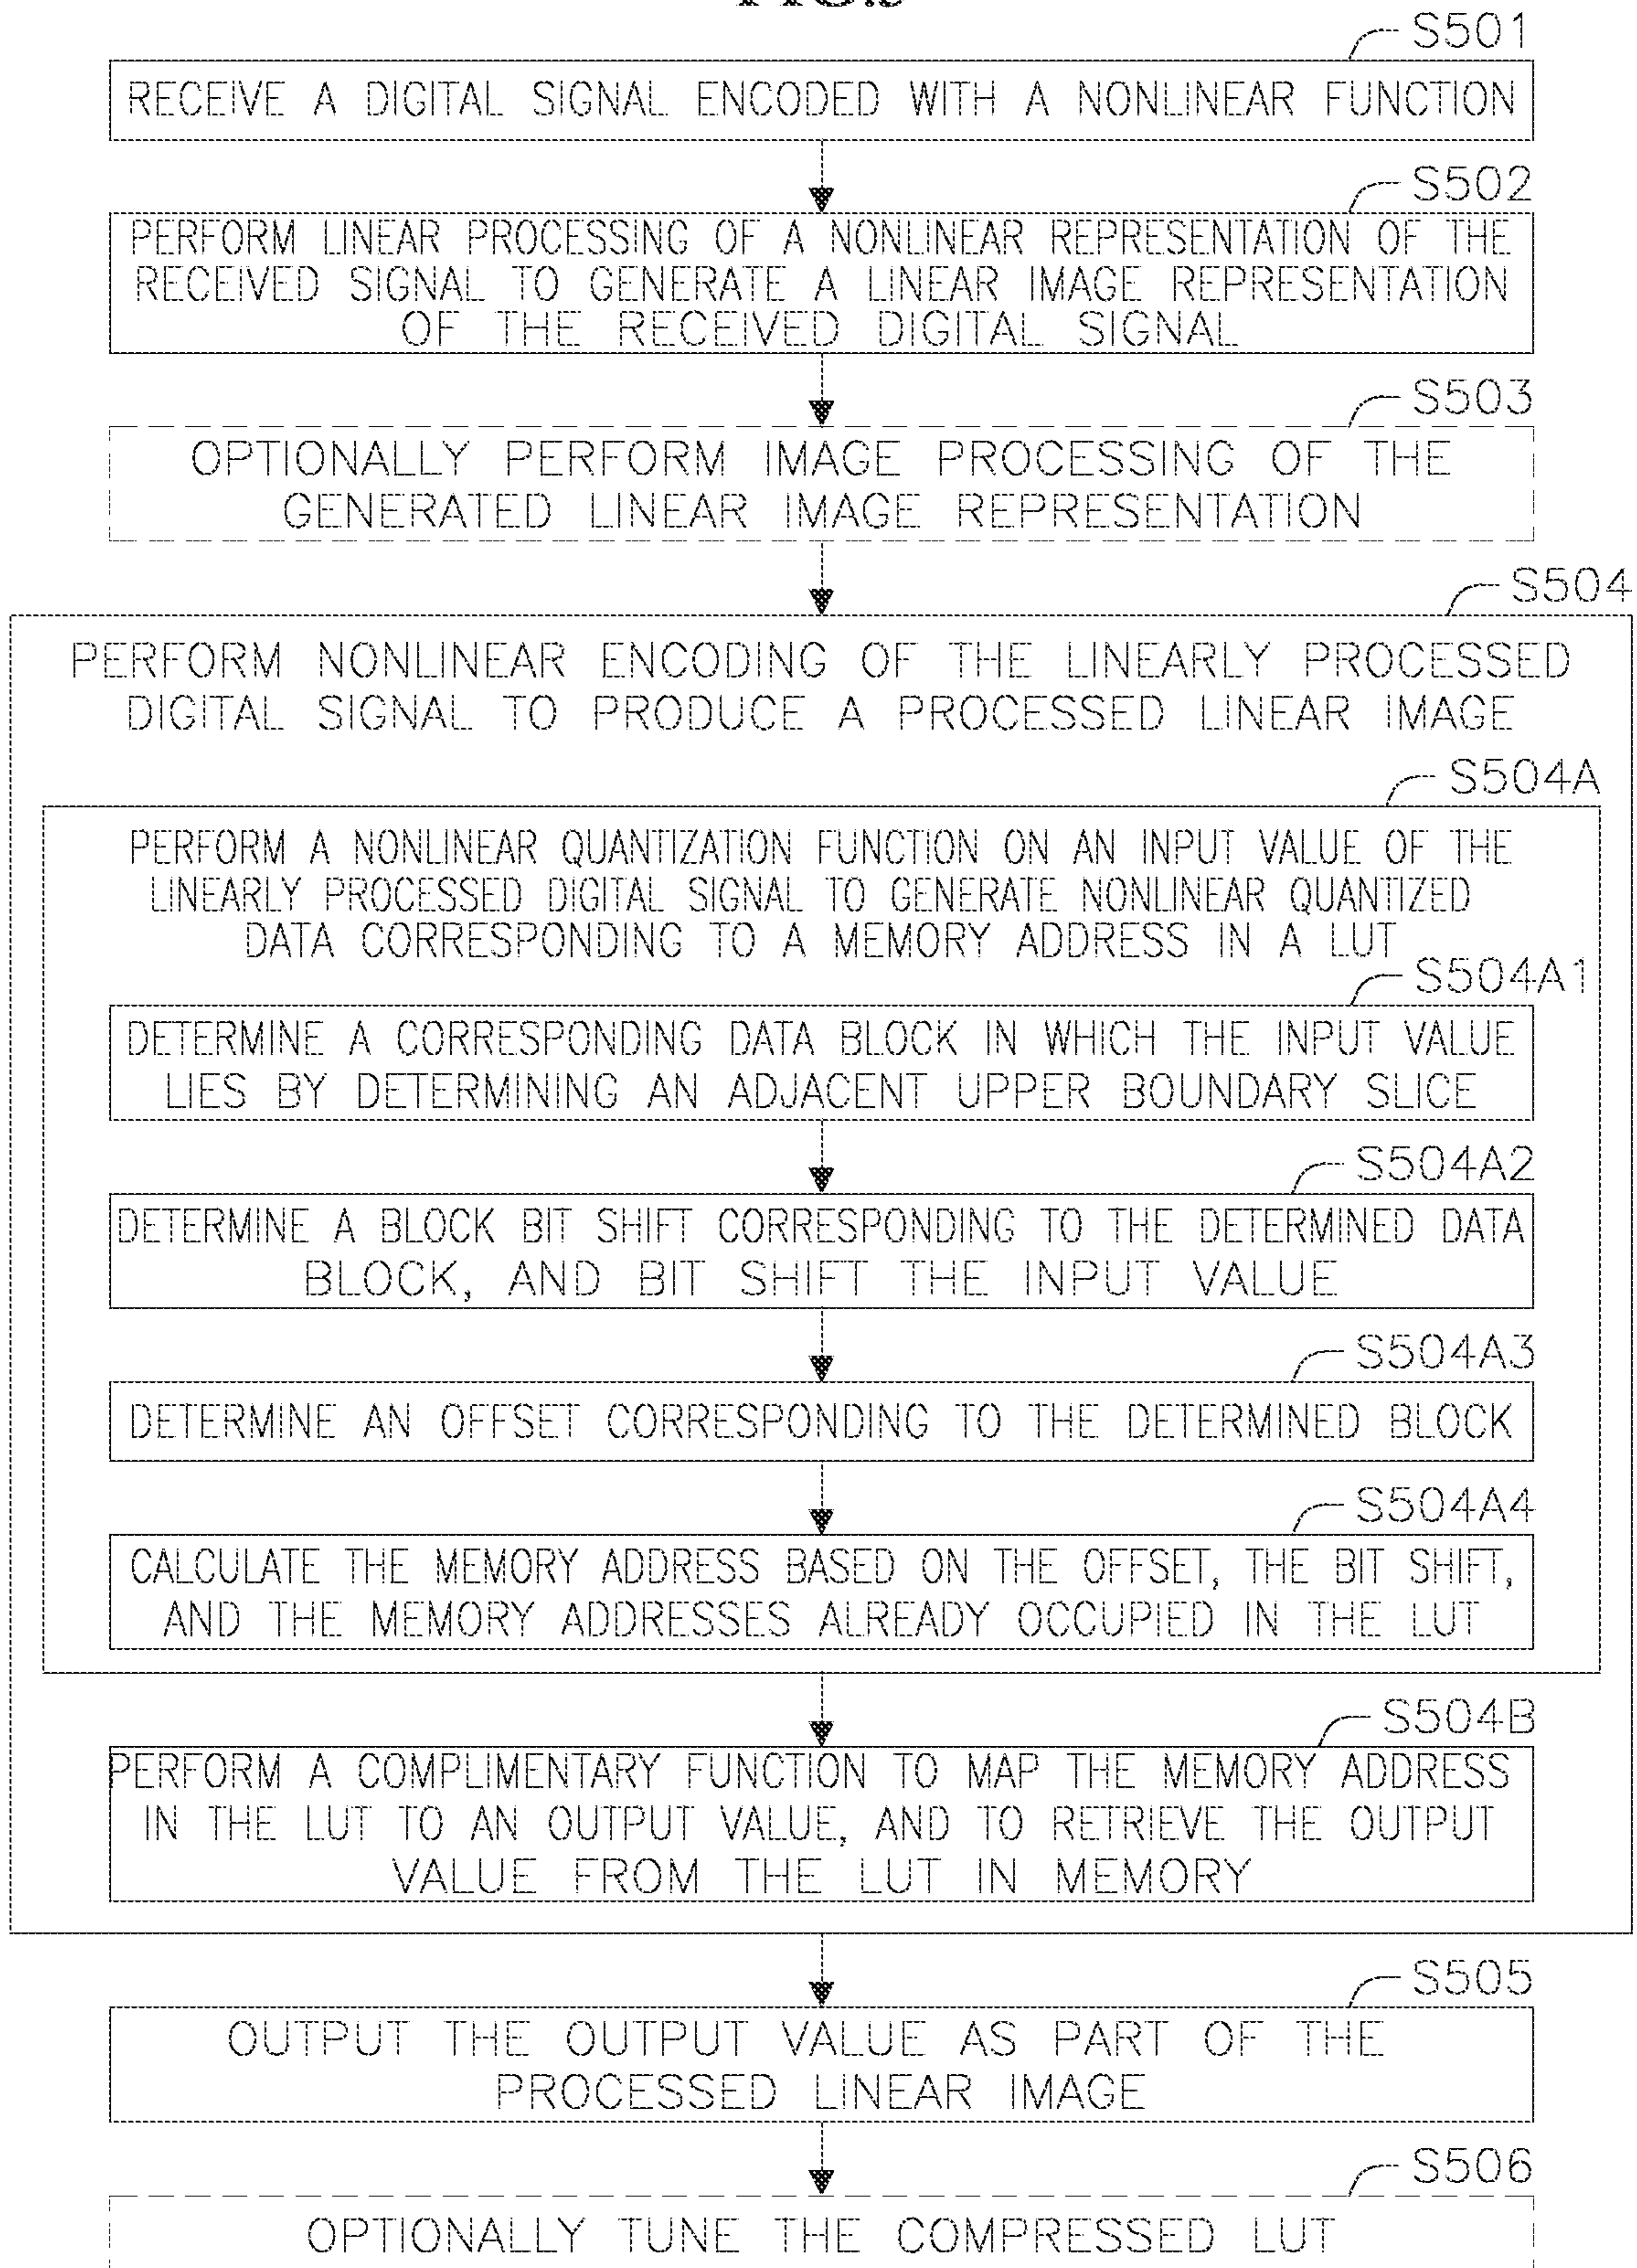 S501
RECEIVE A DIGITAL SIGNAL ENCODED WITH A NONLINEAR FUNCTION
S502
PERFORM LINEAR PROCESSING OF A NONLINEAR REPRESENTATION OF THE
RECEIVED SIGNAL TO GENERATE A LINEAR IMAGE REPRESENTATION
OF THE RECEIVED DIGITAL SIGNAL
S503
OPTIONALLY PERFORM IMAGE PROCESSING OF THE
GENERATED LINEAR IMAGE REPRESENTATION
S504
PERFORM NONLINEAR ENCODING OF THE LINEARLY PROCESSED
DIGITAL SIGNAL TO PRODUCE A PROCESSED LINEAR IMAGE
S504A
PERFORM A NONLINEAR QUANTIZATION FUNCTION ON AN INPUT VALUE OF THE
LINEARLY PROCESSED DIGITAL SIGNAL TO GENERATE NONLINEAR QUANTIZED
DATA CORRESPONDING TO A MEMORY ADDRESS IN A LUT
S504A1
DETERMINE A CORRESPONDING DATA BLOCK IN WHICH THE INPUT VALUE
LIES BY DETERMINING AN ADJACENT UPPER BOUNDARY SLICE
S504A2
DETERMINE A BLOCK BIT SHIFT CORRESPONDING TO THE DETERMINED DATA
BLOCK, AND BIT SHIFT THE INPUT VALUE
S504A3
DETERMINE AN OFFSET CORRESPONDING TO THE DETERMINED BLOCK
S504A4
CALCULATE THE MEMORY ADDRESS BASED ON THE OFFSET, THE BIT SHIFT,
AND THE MEMORY ADDRESSES ALREADY OCCUPIED IN THE LUT
S504B
PERFORM A COMPLIMENTARY FUNCTION TO MAP THE MEMORY ADDRESS
IN THE LUT TO AN OUTPUT VALUE, AND TO RETRIEVE THE OUTPUT
VALUE FROM THE LUT IN MEMORY
S505
OUTPUT THE OUTPUT VALUE AS PART OF THE
PROCESSED LINEAR IMAGE
S506
OPTIONALLY TUNE THE COMPRESSED LUT